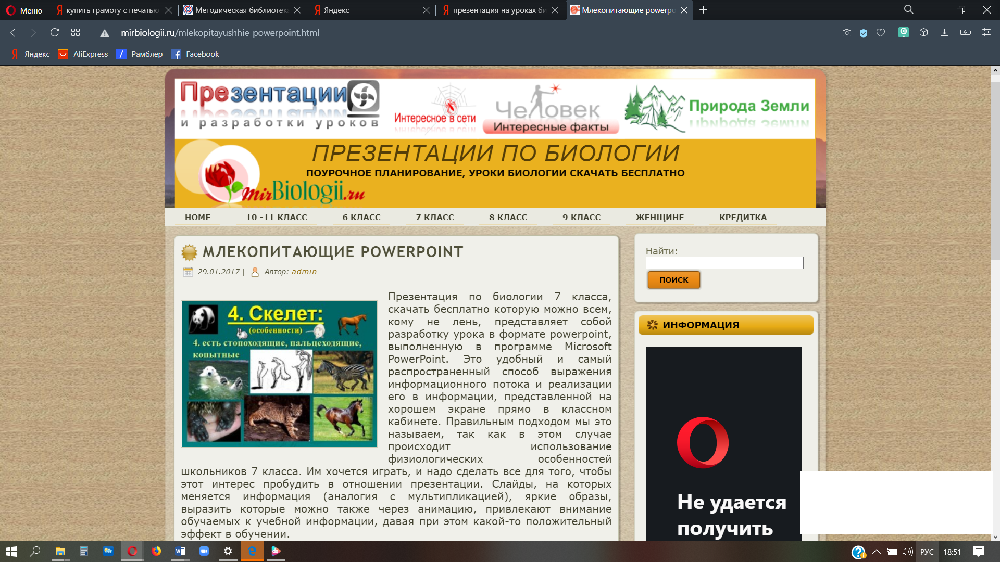 Меню
купить грамоту с печатью
Методическая библиотека
Яндекс
презентация на уроках би
Млекопитающие powerpo
mirbiologii.ru/mlekopitayushhie-powerpoint.html
Яндекс
AliExpress
Рамблер
Facebook
Презентации
и разработки уроков
Интересное в сети
Человек
Интересные факты
Природа Земли
ПРЕЗЕНТАЦИИ ПО БИОЛОГИИ
ПОУРОЧНОЕ ПЛАНИРОВАНИЕ, УРОКИ БИОЛОГИИ СКАЧАТЬ БЕСПЛАТНО
mirBiologii.ru
HOME
10 -11 КЛАСС
6 КЛАСС
7 КЛАСС
8 КЛАСС
9 КЛАСС
ЖЕНЩИНЕ
КРЕДИТКА
МЛЕКОПИТАЮЩИЕ POWERPOINT
29.01.2017 | Автор: admin
4. Скелет:
(особенности)
4. есть стопоходящие, пальцеходящие,
копытные
Презентация по биологии 7 класса,
скачать бесплатно которую можно всем,
кому не лень, представляет собой
разработку урока в формате powerpoint,
выполненную в программе Microsoft
PowerPoint. Это удобный и самый
распространенный способ выражения
информационного потока и реализации
его в информации, представленной на
хорошем экране прямо в классном
кабинете. Правильным подходом мы это
называем, так как в этом случае
происходит использование
физиологических особенностей
школьников 7 класса. Им хочется играть, и надо сделать все для того, чтобы
этот интерес пробудить в отношении презентации. Слайды, на которых
меняется информация (аналогия с мультипликацией), яркие образы,
выразить которые можно также через анимацию, привлекают внимание
обучаемых к учебной информации, давая при этом какой-то положительный
эффект в обучении.
Найти:
ПОИСК
ИНФОРМАЦИЯ
Не удается
получить
РУС
18:51